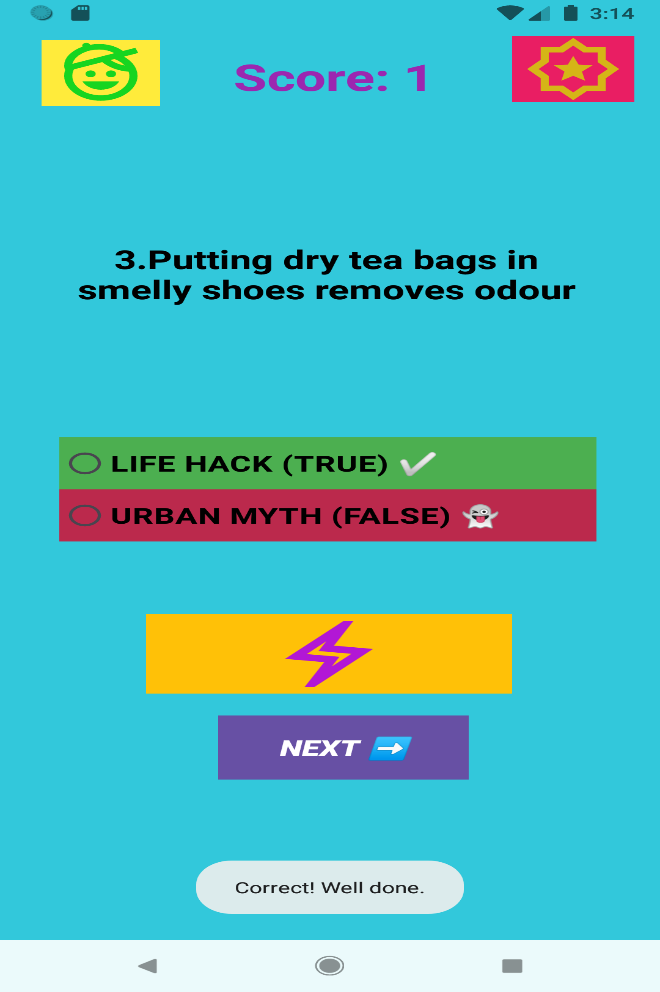 3:14
Score: 1
3.Putting dry tea bags in
smelly shoes removes odour
LIFE HACK (TRUE) ✔️
URBAN MYTH (FALSE) 👻
NEXT ➡️
Correct! Well done.